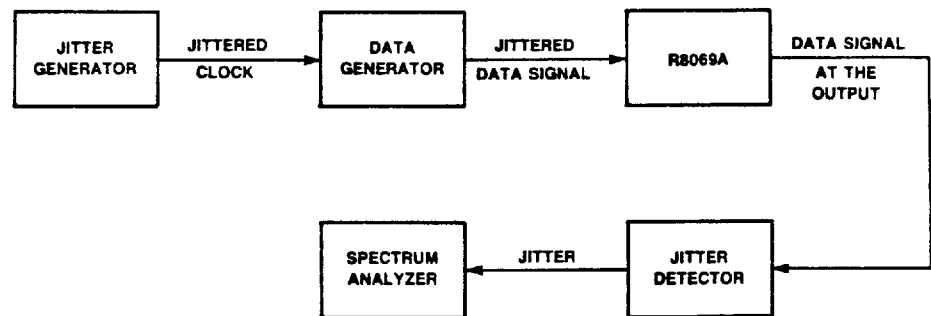 JITTER
GENERATOR
JITTERED
CLOCK
DATA
GENERATOR
JITTERED
DATA SIGNAL
R8069A
DATA SIGNAL
AT THE
OUTPUT
SPECTRUM
ANALYZER
JITTER
JITTER
DETECTOR